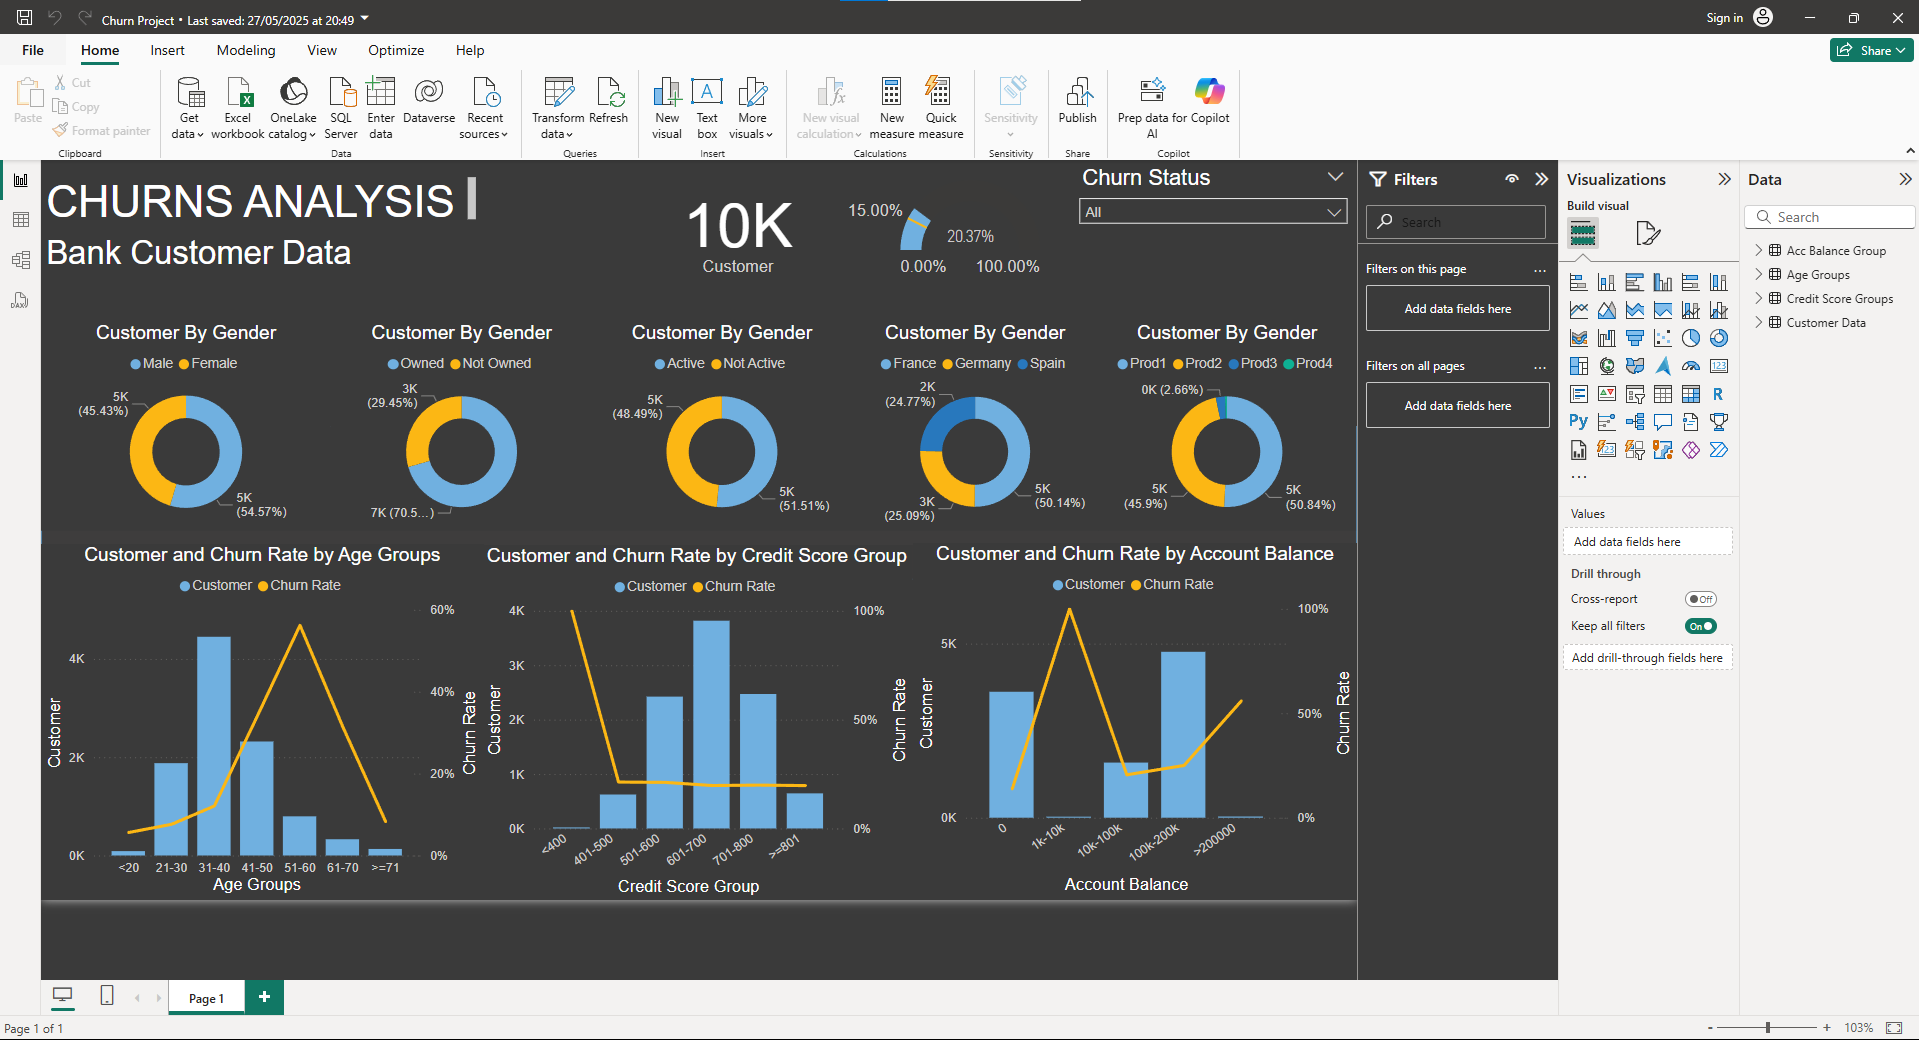 Churn Project • Last saved: 27/05/2025 at 20:49
Sign in
File
Home
Insert
Modeling
View
Optimize
Help
Share
Paste
Cut
Copy
Format painter
Clipboard
Get data
Excel workbook
OneLake catalog
SQL Server
Enter data
Dataverse
Recent sources
Data
Transform data
Refresh
Queries
New visual
Text box
More visuals
Insert
New visual calculation
New measure
Quick measure
Calculations
Sensitivity
Sensitivity
Publish
Share
Prep data for AI
Copilot
Copilot
CHURNS ANALYSIS
Bank Customer Data
10K
Customer
15.00%
20.37%
0.00%
100.00%
Churn Status
All
Customer By Gender
Male Female
5K
(45.43%)
5K
(54.57%)
Customer By Gender
Owned Not Owned
3K
(29.45%)
7K (70.5...)
Customer By Gender
Active Not Active
5K
(48.49%)
5K
(51.51%)
Customer By Gender
France Germany Spain
2K
(24.77%)
3K
(25.09%)
5K
(50.14%)
Customer By Gender
Prod1 Prod2 Prod3 Prod4
0K (2.66%)
5K
(45.9%)
5K
(50.84%)
Customer and Churn Rate by Age Groups
Customer Churn Rate
Customer
4K
2K
0K
60%
40%
20%
0%
Churn Rate
<20 21-30 31-40 41-50 51-60 61-70 >=71
Age Groups
Customer and Churn Rate by Credit Score Group
Customer Churn Rate
Customer
4K
3K
2K
1K
0K
100%
50%
0%
Churn Rate
<400 401-500 501-600 601-700 701-800 >=801
Credit Score Group
Customer and Churn Rate by Account Balance
Customer Churn Rate
Customer
5K
0K
100%
50%
0%
Churn Rate
0 1k-10k 10k-100k 100k-200k >200000
Account Balance
Filters
Search
Filters on this page
...
Add data fields here
Filters on all pages
...
Add data fields here
Visualizations
Build visual
123
R
Py
123
...
Values
Add data fields here
Drill through
Cross-report
Off
Keep all filters
On
Add drill-through fields here
Data
Search
Acc Balance Group
Age Groups
Credit Score Groups
Customer Data
DAX
Page 1
+
Page 1 of 1
- + 103%